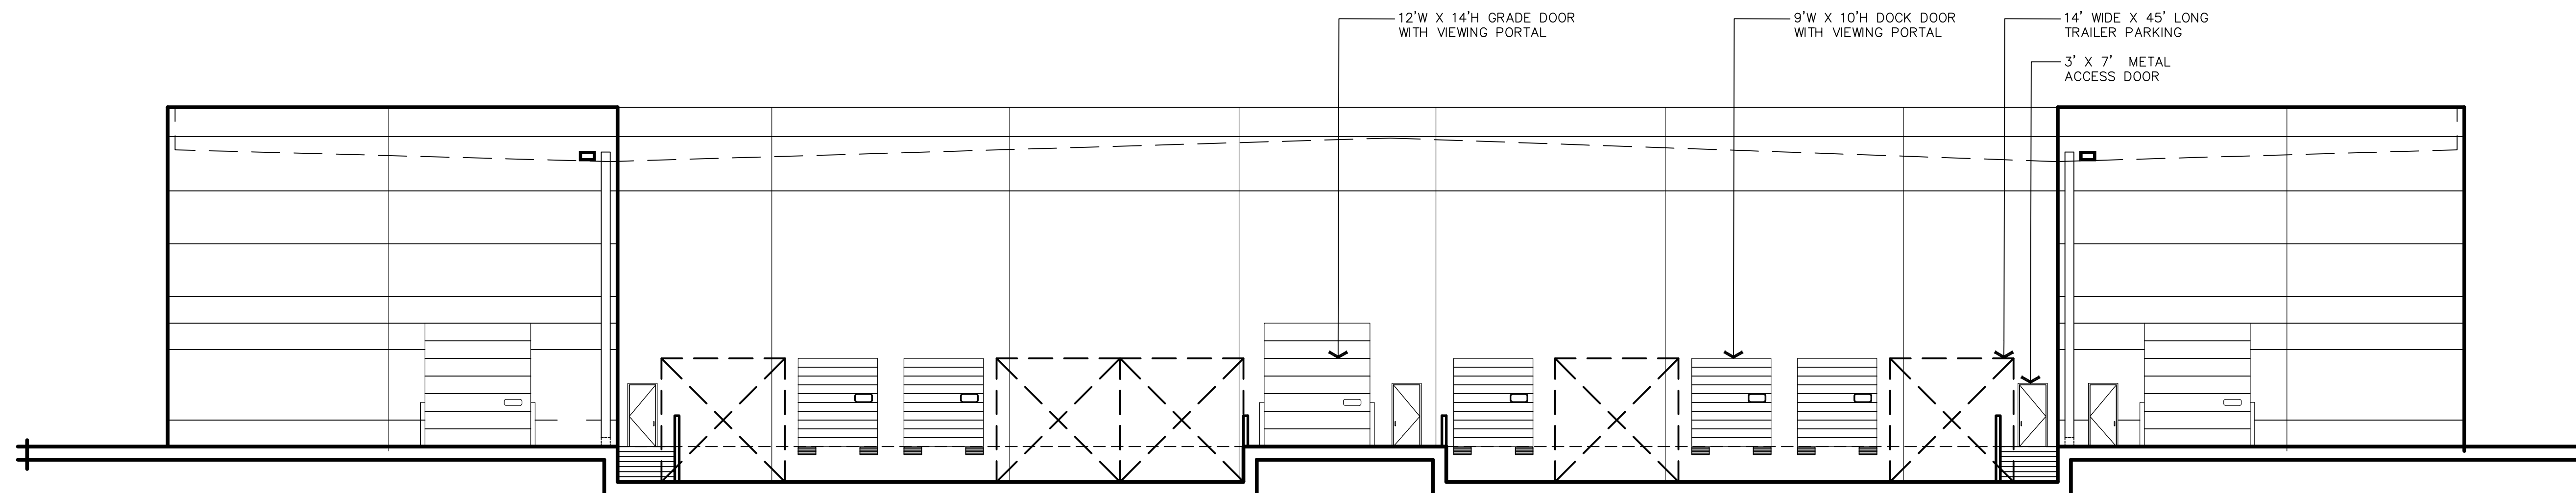 12'W X 14'H GRADE DOOR
WITH VIEWING PORTAL
9'W X 10'H DOCK DOOR
WITH VIEWING PORTAL
14' WIDE X 45' LONG
TRAILER PARKING
3' X 7' METAL
ACCESS DOOR